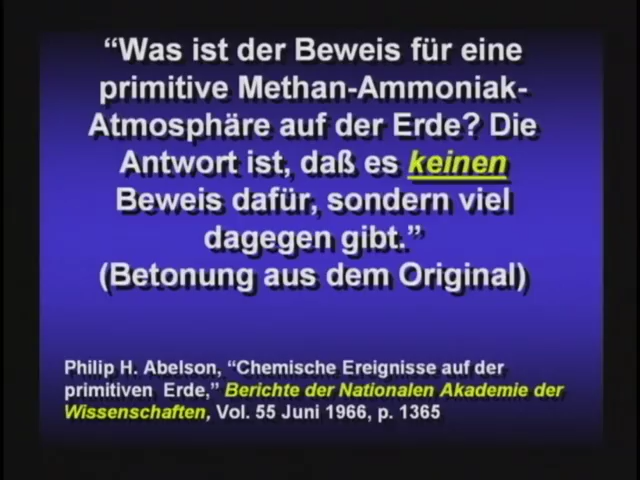 “Was ist der Beweis für eine
primitive Methan-Ammoniak-
Atmosphäre auf der Erde? Die
Antwort ist, daß es keinen
Beweis dafür, sondern viel
dagegen gibt.”
(Betonung aus dem Original)
Philip H. Abelson, “Chemische Ereignisse auf der
primitiven Erde,” Berichte der Nationalen Akademie der
Wissenschaften, Vol. 55 Juni 1966, p. 1365